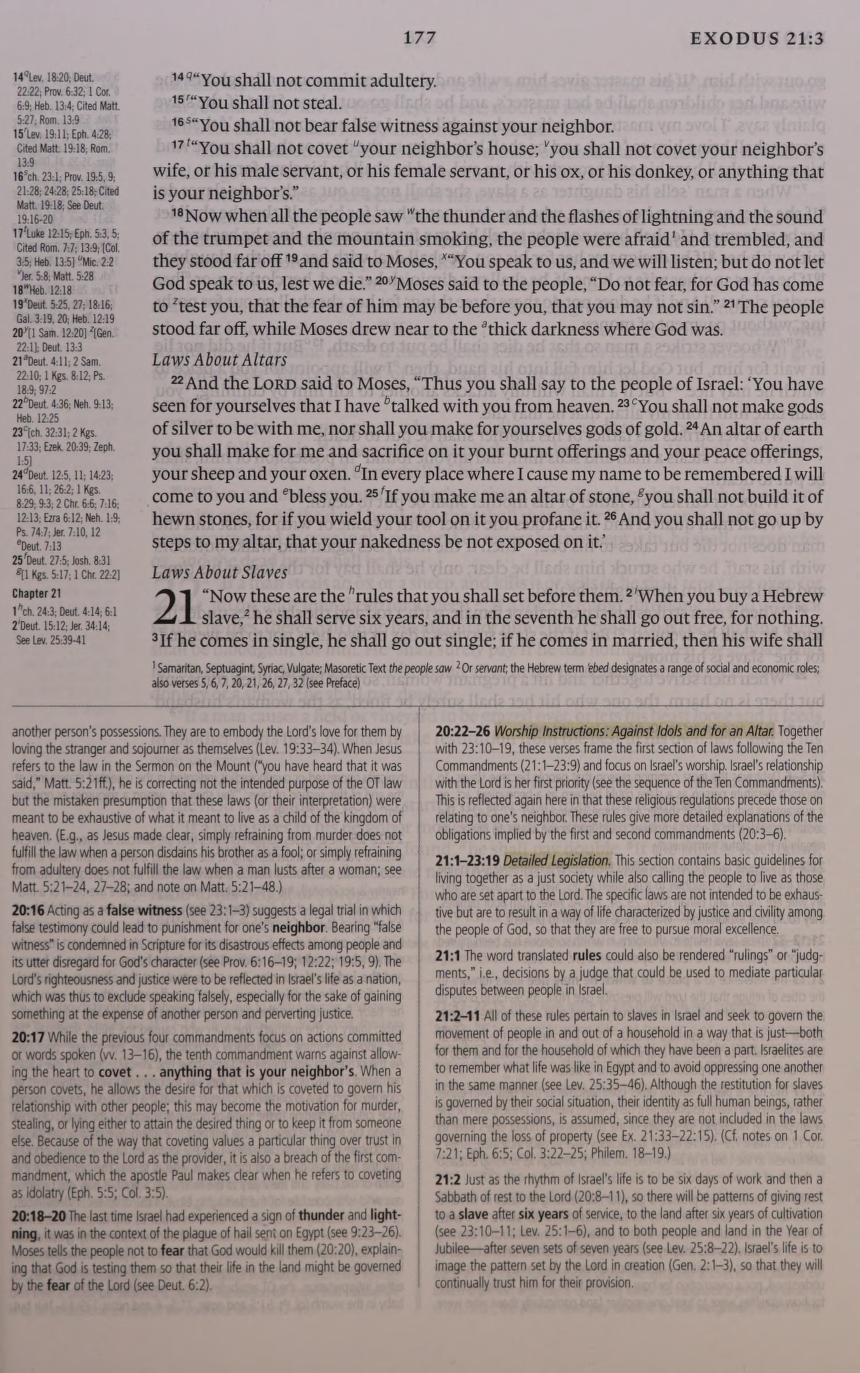 177
EXODUS 21:3
14 qLev. 18:20; Deut.
22:22; Prov. 6:32; 1 Cor.
6:9; Heb. 13:4; Cited Matt.
5:27; Rom. 13:9
15 rLev. 19:11; Eph. 4:28;
Cited Matt. 19:18; Rom.
13:9
16 sch. 23:1; Prov. 19:5, 9;
21:28; 24:28; 25:18; Cited
Matt. 19:18; See Deut.
19:16-20
17 tLuke 12:15; Eph. 5:3, 5;
Cited Rom. 7:7; 13:9; [Col.
3:5; Heb. 13:5] uMic. 2:2
vJer. 5:8; Matt. 5:28
18 wHeb. 12:18
19 xDeut. 5:25, 27; 18:16;
Gal. 3:19, 20; Heb. 12:19
20 y[1 Sam. 12:20] z[Gen.
22:1]; Deut. 13:3
21 aDeut. 4:11; 2 Sam.
22:10; 1 Kgs. 8:12; Ps.
18:9; 97:2
22 bDeut. 4:36; Neh. 9:13;
Heb. 12:25
23 c[ch. 32:31; 2 Kgs.
17:33; Ezek. 20:39; Zeph.
1:5]
24 dDeut. 12:5, 11; 14:23;
16:6, 11; 26:2; 1 Kgs.
8:29; 9:3; 2 Chr. 6:6; 7:16;
12:13; Ezra 6:12; Neh. 1:9;
Ps. 74:7; Jer. 7:10, 12
eDeut. 7:13
25 fDeut. 27:5; Josh. 8:31
g[1 Kgs. 5:17; 1 Chr. 22:2]
Chapter 21
1 hch. 24:3; Deut. 4:14; 6:1
2 iDeut. 15:12; Jer. 34:14;
See Lev. 25:39-41
14 q“You shall not commit adultery.
15 r“You shall not steal.
16 s“You shall not bear false witness against your neighbor.
17 t“You shall not covet uyour neighbor’s house; vyou shall not covet your neighbor’s
wife, or his male servant, or his female servant, or his ox, or his donkey, or anything that
is your neighbor’s.”
18 Now when all the people saw wthe thunder and the flashes of lightning and the sound
of the trumpet and the mountain smoking, the people were afraid1 and trembled, and
they stood far off 19 and said to Moses, x“You speak to us, and we will listen; but do not let
God speak to us, lest we die.” 20 yMoses said to the people, “Do not fear, for God has come
to ztest you, that the fear of him may be before you, that you may not sin.” 21 The people
stood far off, while Moses drew near to the athick darkness where God was.
Laws About Altars
22 And the LORD said to Moses, “Thus you shall say to the people of Israel: ‘You have
seen for yourselves that I have btalked with you from heaven. 23 cYou shall not make gods
of silver to be with me, nor shall you make for yourselves gods of gold. 24 An altar of earth
you shall make for me and sacrifice on it your burnt offerings and your peace offerings,
your sheep and your oxen. dIn every place where I cause my name to be remembered I will
come to you and ebless you. 25 fIf you make me an altar of stone, gyou shall not build it of
hewn stones, for if you wield your tool on it you profane it. 26 And you shall not go up by
steps to my altar, that your nakedness be not exposed on it.’
Laws About Slaves
21 “Now these are the hrules that you shall set before them. 2 iWhen you buy a Hebrew
slave,2 he shall serve six years, and in the seventh he shall go out free, for nothing.
3 If he comes in single, he shall go out single; if he comes in married, then his wife shall
1 Samaritan, Septuagint, Syriac, Vulgate; Masoretic Text the people saw 2 Or servant; the Hebrew term ‘ebed designates a range of social and economic roles;
also verses 5, 6, 7, 20, 21, 26, 27, 32 (see Preface)
another person’s possessions. They are to embody the Lord’s love for them by
loving the stranger and sojourner as themselves (Lev. 19:33–34). When Jesus
refers to the law in the Sermon on the Mount (“you have heard that it was
said,” Matt. 5:21ff.), he is correcting not the intended purpose of the OT law
but the mistaken presumption that these laws (or their interpretation) were
meant to be exhaustive of what it meant to live as a child of the kingdom of
heaven. (E.g., as Jesus made clear, simply refraining from murder does not
fulfill the law when a person disdains his brother as a fool; or simply refraining
from adultery does not fulfill the law when a man lusts after a woman; see
Matt. 5:21–24, 27–28; and note on Matt. 5:21–48.)
20:16 Acting as a false witness (see 23:1–3) suggests a legal trial in which
false testimony could lead to punishment for one’s neighbor. Bearing “false
witness” is condemned in Scripture for its disastrous effects among people and
its utter disregard for God’s character (see Prov. 6:16–19; 12:22; 19:5, 9). The
Lord’s righteousness and justice were to be reflected in Israel’s life as a nation,
which was thus to exclude speaking falsely, especially for the sake of gaining
something at the expense of another person and perverting justice.
20:17 While the previous four commandments focus on actions committed
or words spoken (vv. 13–16), the tenth commandment warns against allow-
ing the heart to covet . . . anything that is your neighbor’s. When a
person covets, he allows the desire for that which is coveted to govern his
relationship with other people; this may become the motivation for murder,
stealing, or lying either to attain the desired thing or to keep it from someone
else. Because of the way that coveting values a particular thing over trust in
and obedience to the Lord as the provider, it is also a breach of the first com-
mandment, which the apostle Paul makes clear when he refers to coveting
as idolatry (Eph. 5:5; Col. 3:5).
20:18–20 The last time Israel had experienced a sign of thunder and light-
ning, it was in the context of the plague of hail sent on Egypt (see 9:23–26).
Moses tells the people not to fear that God would kill them (20:20), explain-
ing that God is testing them so that their life in the land might be governed
by the fear of the Lord (see Deut. 6:2).
20:22–26 Worship Instructions: Against Idols and for an Altar. Together
with 23:10–19, these verses frame the first section of laws following the Ten
Commandments (21:1–23:9) and focus on Israel’s worship. Israel’s relationship
with the Lord is her first priority (see the sequence of the Ten Commandments).
This is reflected again here in that these religious regulations precede those on
relating to one’s neighbor. These rules give more detailed explanations of the
obligations implied by the first and second commandments (20:3–6).
21:1–23:19 Detailed Legislation. This section contains basic guidelines for
living together as a just society while also calling the people to live as those
who are set apart to the Lord. The specific laws are not intended to be exhaus-
tive but are to result in a way of life characterized by justice and civility among
the people of God, so that they are free to pursue moral excellence.
21:1 The word translated rules could also be rendered “rulings” or “judg-
ments,” i.e., decisions by a judge that could be used to mediate particular
disputes between people in Israel.
21:2–11 All of these rules pertain to slaves in Israel and seek to govern the
movement of people in and out of a household in a way that is just—both
for them and for the household of which they have been a part. Israelites are
to remember what life was like in Egypt and to avoid oppressing one another
in the same manner (see Lev. 25:35–46). Although the restitution for slaves
is governed by their social situation, their identity as full human beings, rather
than mere possessions, is assumed, since they are not included in the laws
governing the loss of property (see Ex. 21:33–22:15). (Cf. notes on 1 Cor.
7:21; Eph. 6:5; Col. 3:22–25; Philem. 18–19.)
21:2 Just as the rhythm of Israel’s life is to be six days of work and then a
Sabbath of rest to the Lord (20:8–11), so there will be patterns of giving rest
to a slave after six years of service, to the land after six years of cultivation
(see 23:10–11; Lev. 25:1–6), and to both people and land in the Year of
Jubilee—after seven sets of seven years (see Lev. 25:8–22). Israel’s life is to
image the pattern set by the Lord in creation (Gen. 2:1–3), so that they will
continually trust him for their provision.